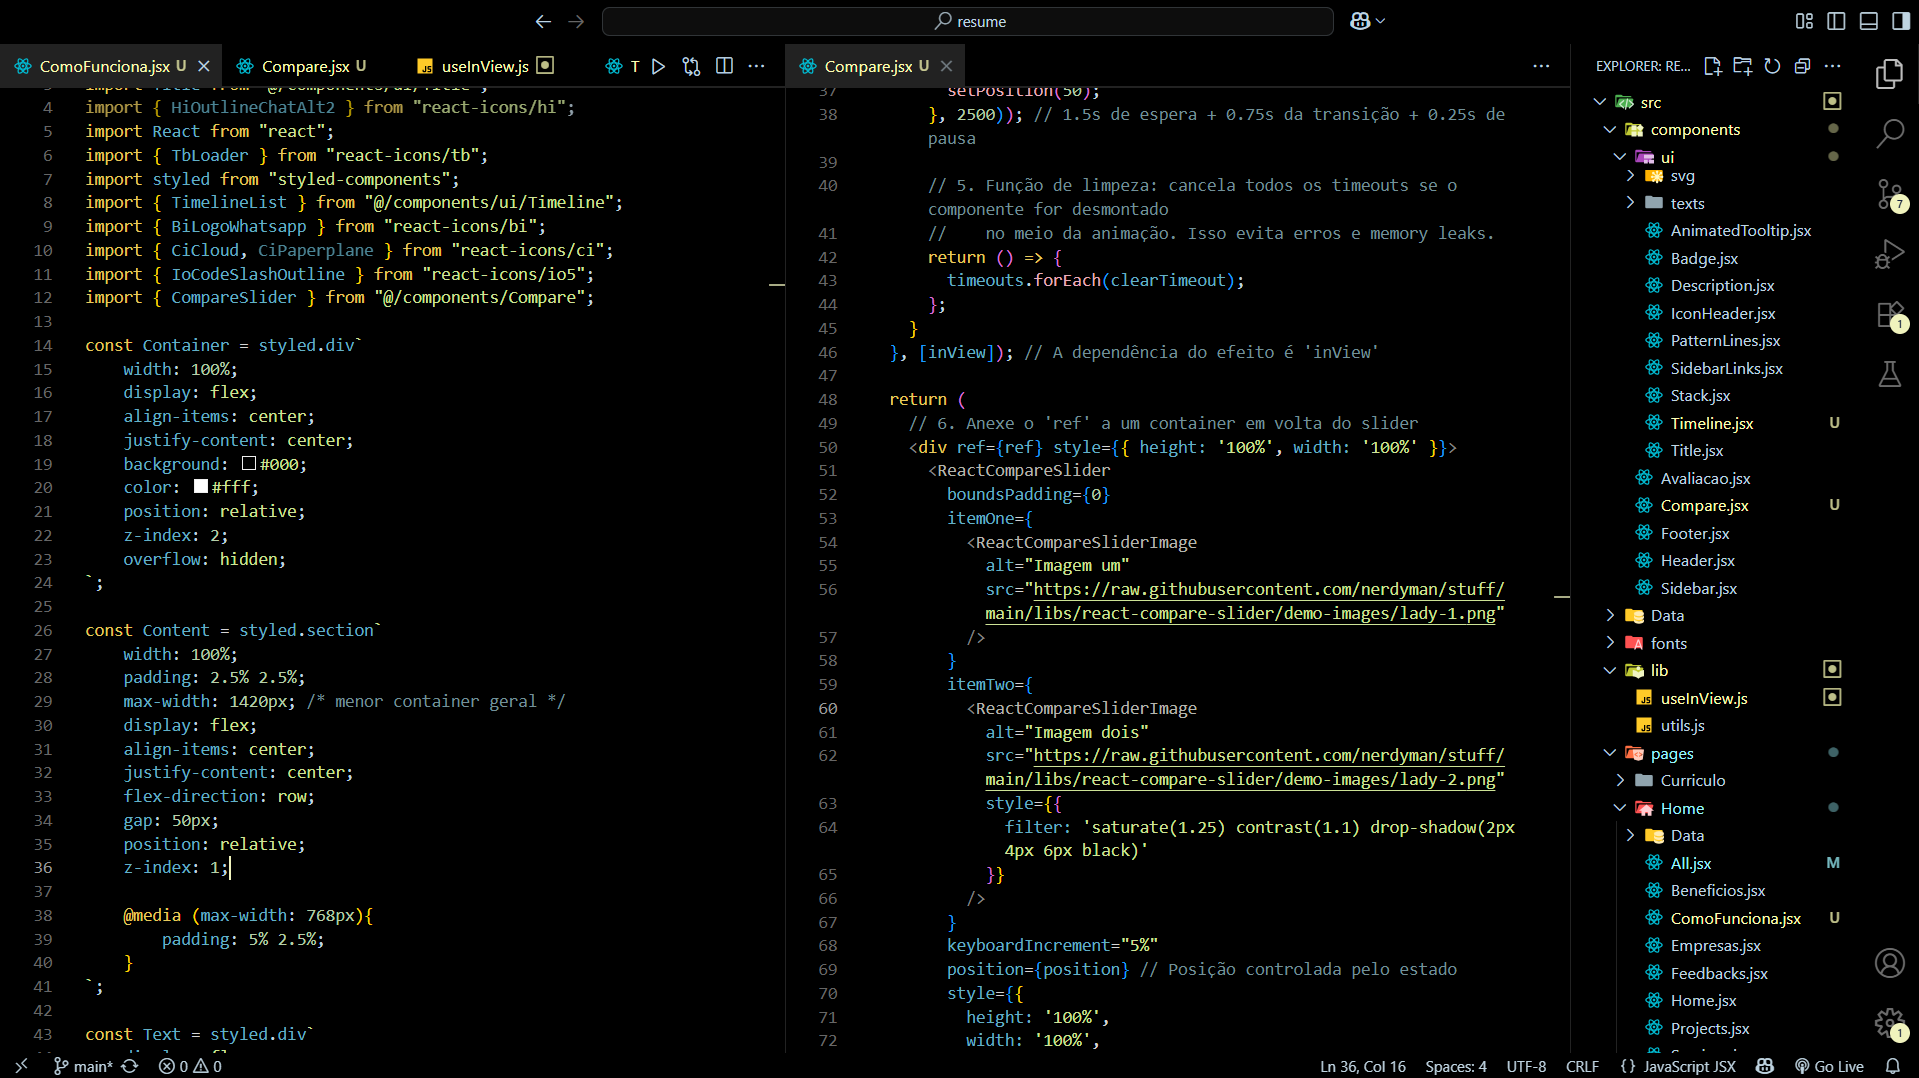 resume
ComoFunciona.jsx U
Compare.jsx U
useInView.js
T
Compare.jsx U
EXPLORER: RE...
4 import { HiOutlineChatAlt2 } from "react-icons/hi";
5 import React from "react";
6 import { TbLoader } from "react-icons/tb";
7 import styled from "styled-components";
8 import { TimelineList } from "@/components/ui/Timeline";
9 import { BiLogoWhatsapp } from "react-icons/bi";
10 import { CiCloud, CiPaperplane } from "react-icons/ci";
11 import { IoCodeSlashOutline } from "react-icons/io5";
12 import { CompareSlider } from "@/components/Compare";
13
14 const Container = styled.div`
15 width: 100%;
16 display: flex;
17 align-items: center;
18 justify-content: center;
19 background: #000;
20 color: #fff;
21 position: relative;
22 z-index: 2;
23 overflow: hidden;
24 `;
25
26 const Content = styled.section`
27 width: 100%;
28 padding: 2.5% 2.5%;
29 max-width: 1420px; /* menor container geral */
30 display: flex;
31 align-items: center;
32 justify-content: center;
33 flex-direction: row;
34 gap: 50px;
35 position: relative;
36 z-index: 1;
37
38 @media (max-width: 768px){
39 padding: 5% 2.5%;
40 }
41 `;
42
43 const Text = styled.div`
37 setPosition(50);
38 }, 2500)); // 1.5s de espera + 0.75s da transição + 0.25s de
pausa
39
40 // 5. Função de limpeza: cancela todos os timeouts se o
componente for desmontado
41 // no meio da animação. Isso evita erros e memory leaks.
42 return () => {
43 timeouts.forEach(clearTimeout);
44 };
45 }
46 }, [inView]); // A dependência do efeito é 'inView'
47
48 return (
49 // 6. Anexe o 'ref' a um container em volta do slider
50 <div ref={ref} style={{ height: '100%', width: '100%' }}>
51 <ReactCompareSlider
52 boundsPadding={0}
53 itemOne={
54 <ReactCompareSliderImage
55 alt="Imagem um"
56 src="https://raw.githubusercontent.com/nerdyman/stuff/
main/libs/react-compare-slider/demo-images/lady-1.png"
57 />
58 }
59 itemTwo={
60 <ReactCompareSliderImage
61 alt="Imagem dois"
62 src="https://raw.githubusercontent.com/nerdyman/stuff/
main/libs/react-compare-slider/demo-images/lady-2.png"
63 style={{
64 filter: 'saturate(1.25) contrast(1.1) drop-shadow(2px
4px 6px black)'
65 }}
66 />
67 }
68 keyboardIncrement="5%"
69 position={position} // Posição controlada pelo estado
70 style={{
71 height: '100%',
72 width: '100%',
src
components
ui
svg
texts
AnimatedTooltip.jsx
Badge.jsx
Description.jsx
IconHeader.jsx
PatternLines.jsx
SidebarLinks.jsx
Stack.jsx
Timeline.jsx U
Title.jsx
Avaliacao.jsx
Compare.jsx U
Footer.jsx
Header.jsx
Sidebar.jsx
Data
fonts
lib
useInView.js
utils.js
pages
Curriculo
Home
Data
All.jsx M
Beneficios.jsx
ComoFunciona.jsx U
Empresas.jsx
Feedbacks.jsx
Home.jsx
Projects.jsx
7
1
1
main* 0 0
Ln 36, Col 16 Spaces: 4 UTF-8 CRLF {} JavaScript JSX Go Live